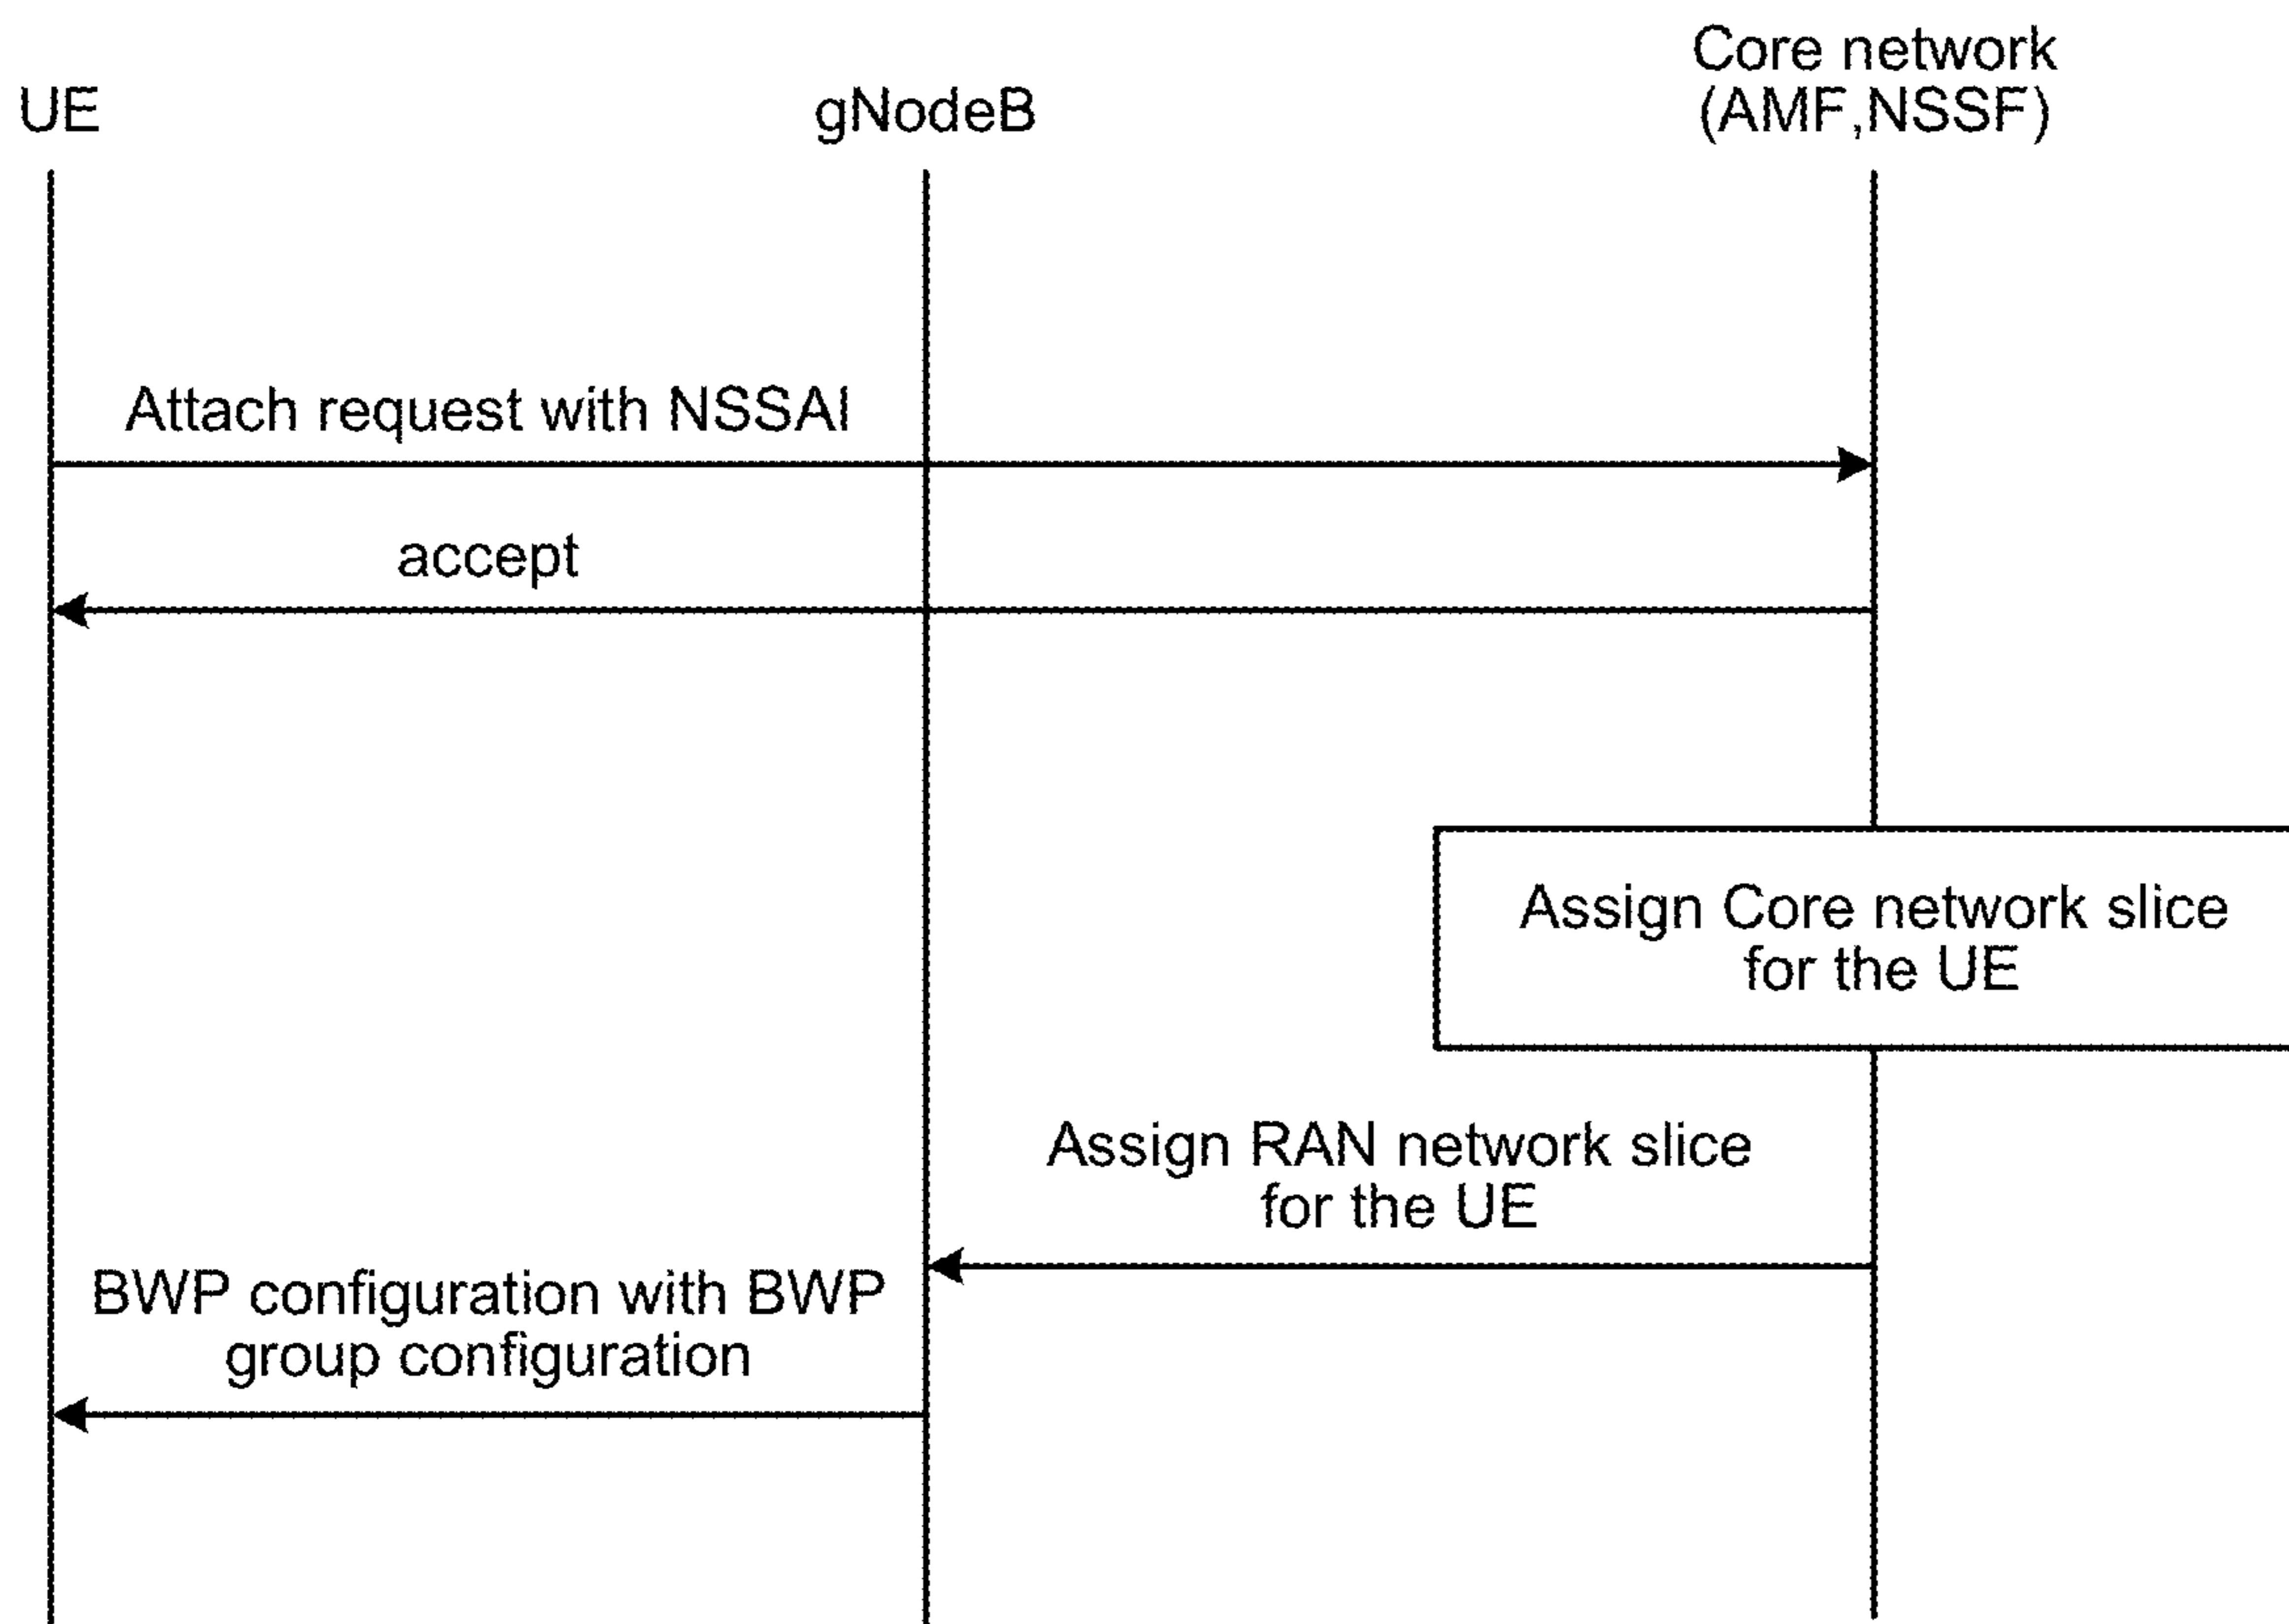 UE
gNodeB
Core network
(AMF,NSSF)
Attach request with NSSAI
accept
Assign Core network slice
for the UE
Assign RAN network slice
for the UE
BWP configuration with BWP
group configuration